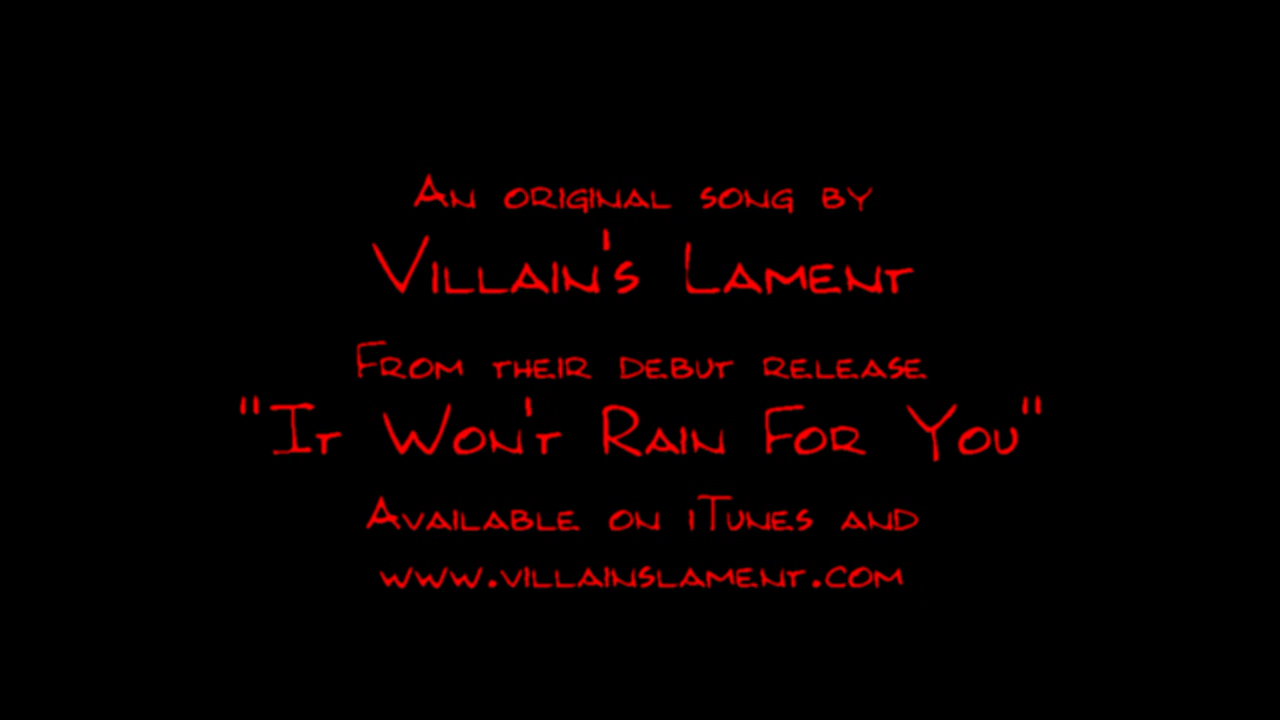 An original song by
Villain's Lament
From their debut release
"It Won't Rain For You"
Available on iTunes and
www.villainslament.com